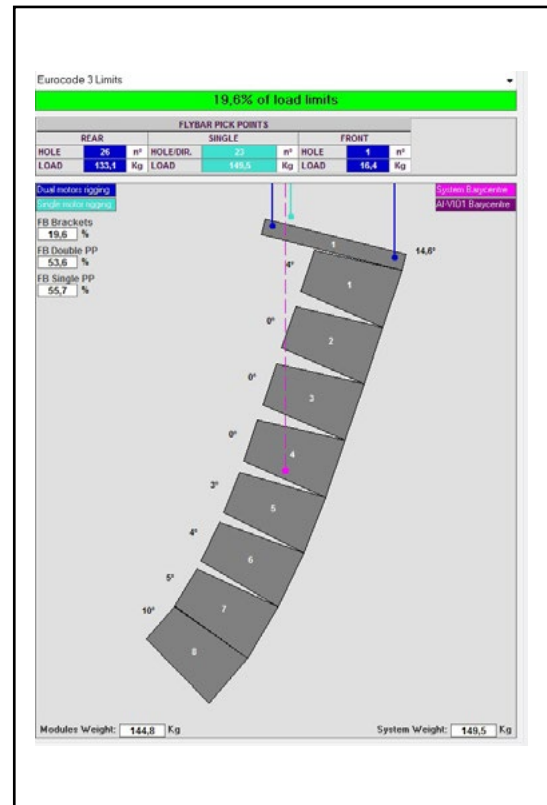 Eurocode 3 Limits
19,6% of load limits
FLYBAR PICK POINTS
REAR SINGLE FRONT
HOLE 26 n° HOLE/DIR. 23 n° HOLE 1 n°
LOAD 133,1 Kg LOAD 149,5 Kg LOAD 16,4 Kg
Dual motors rigging System Barycentre
Single motor rigging AI-VIO1 Barycentre
FB Brackets
19,6 %
FB Double PP
53,6 %
FB Single PP
55,7 %
1
14,6°
4°
1
0°
2
0°
3
0°
4
3°
5
4°
6
5°
7
10°
8
Modules Weight: 144,8 Kg System Weight: 149,5 Kg